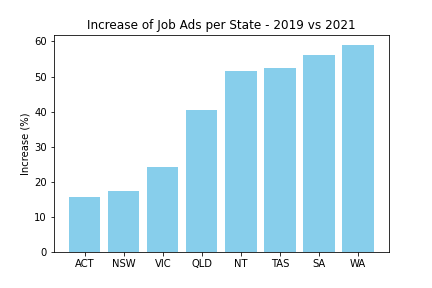 Increase of Job Ads per State - 2019 vs 2021
Increase (%)
60
50
40
30
20
10
0
ACT NSW VIC QLD NT TAS SA WA